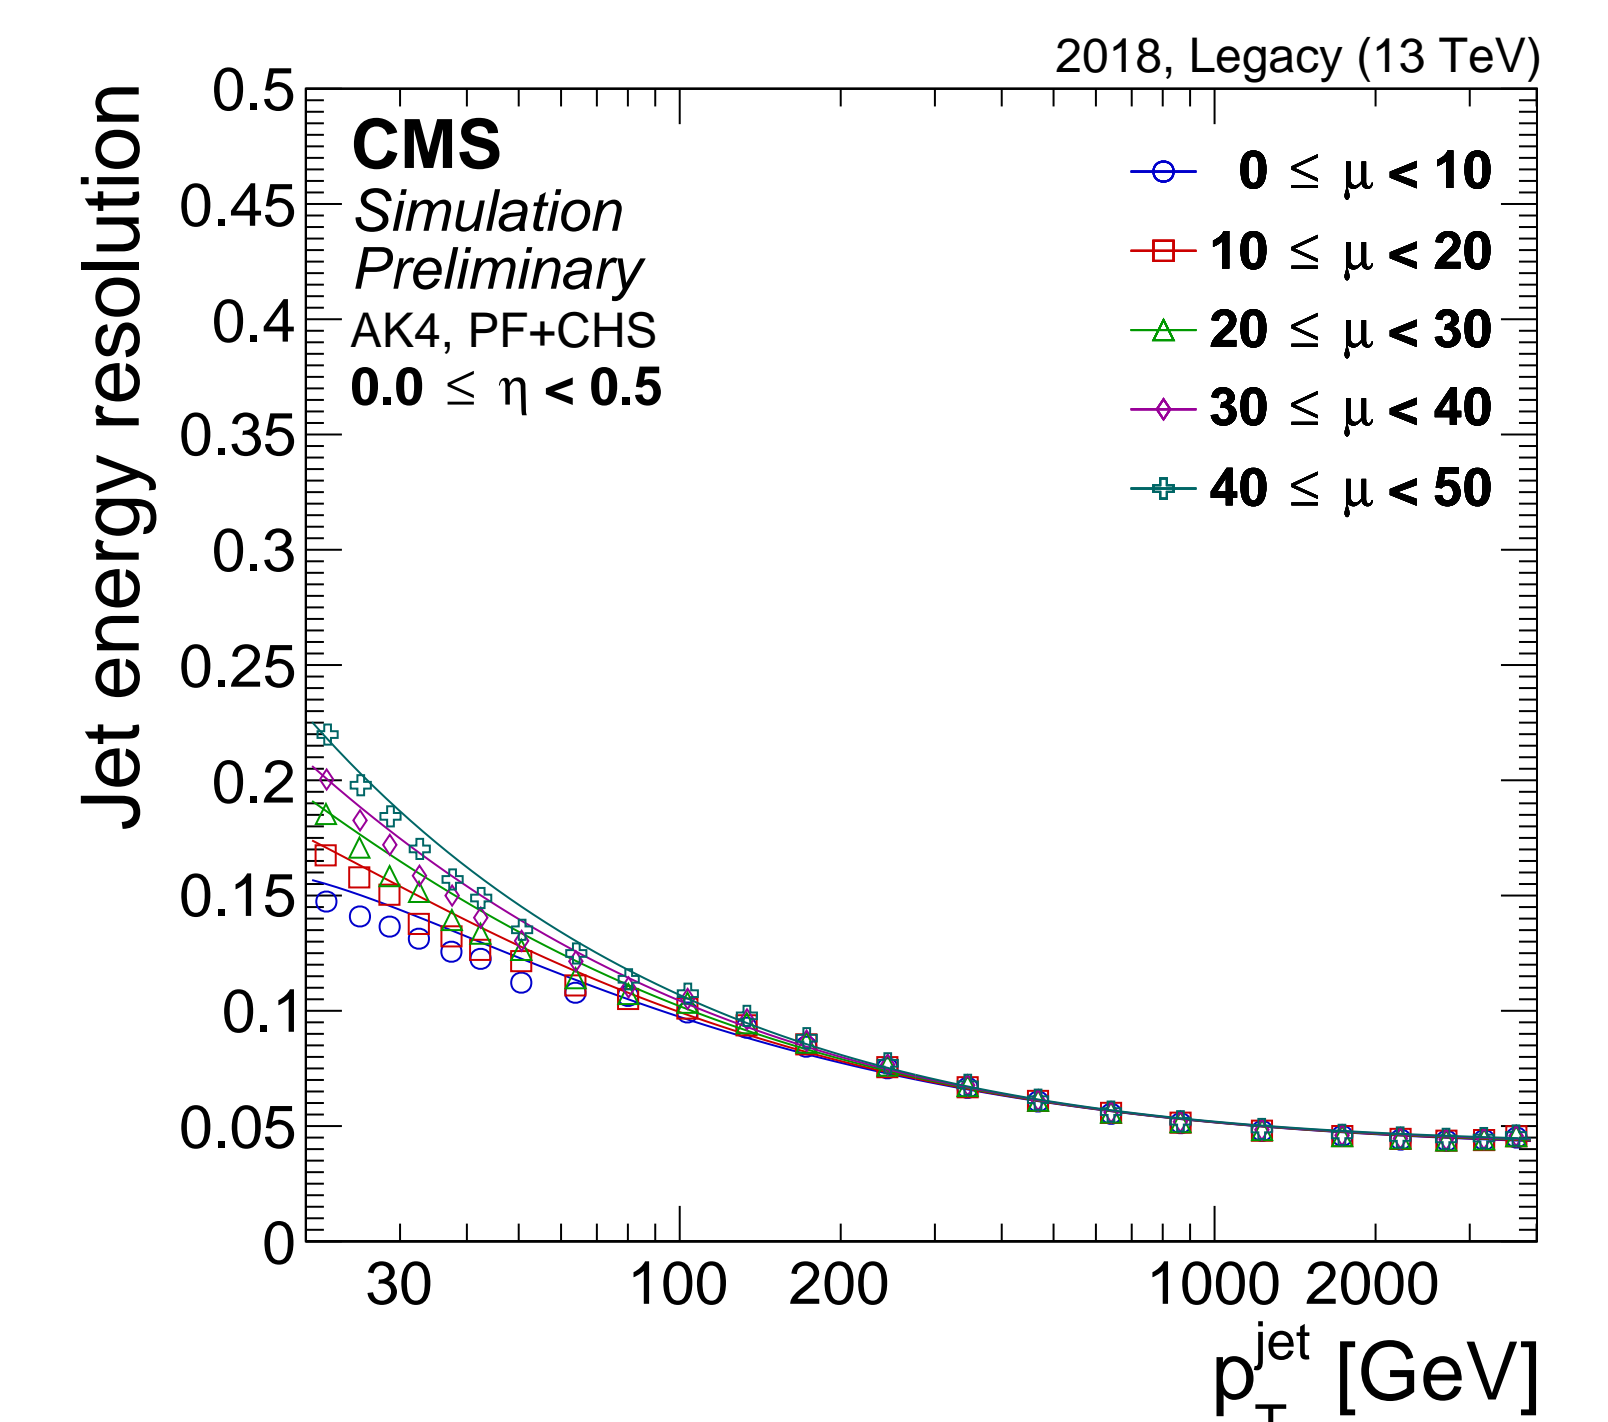 2018, Legacy (13 TeV)
CMS
Simulation
Preliminary
AK4, PF+CHS
0.0 ≤ η < 0.5
0 ≤ μ < 10
10 ≤ μ < 20
20 ≤ μ < 30
30 ≤ μ < 40
40 ≤ μ < 50
Jet energy resolution
0.5
0.45
0.4
0.35
0.3
0.25
0.2
0.15
0.1
0.05
0
30 100 200 1000 2000
p_T^jet [GeV]